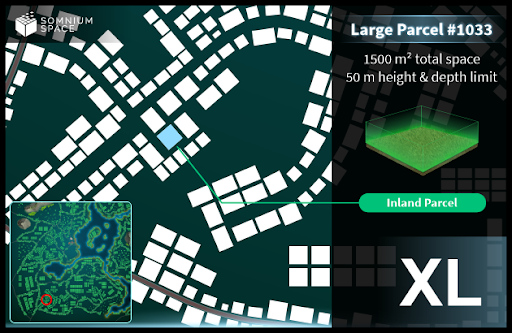 SOMNIUM
SPACE
Large Parcel #1033
1500 m² total space
50 m height & depth limit
Inland Parcel
XL